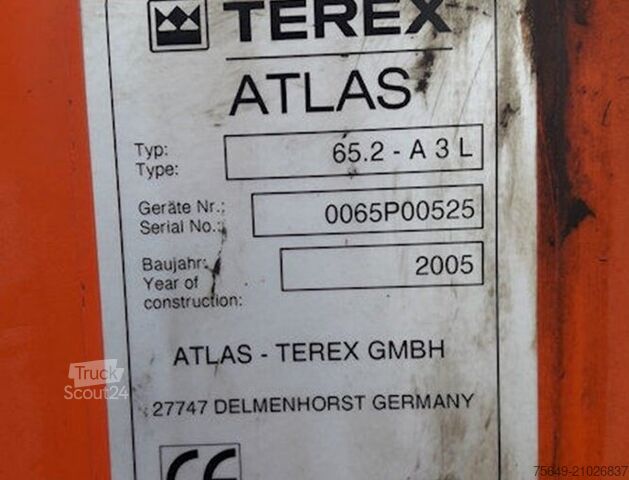 TEREX
ATLAS
Typ:
Type:
65.2 - A 3 L
Geräte Nr.:
Serial No.:
0065P00525
Baujahr:
Year of
construction:
2005
ATLAS - TEREX GMBH
27747 DELMENHORST GERMANY
CE
Truck
Scout24
75649-21026837